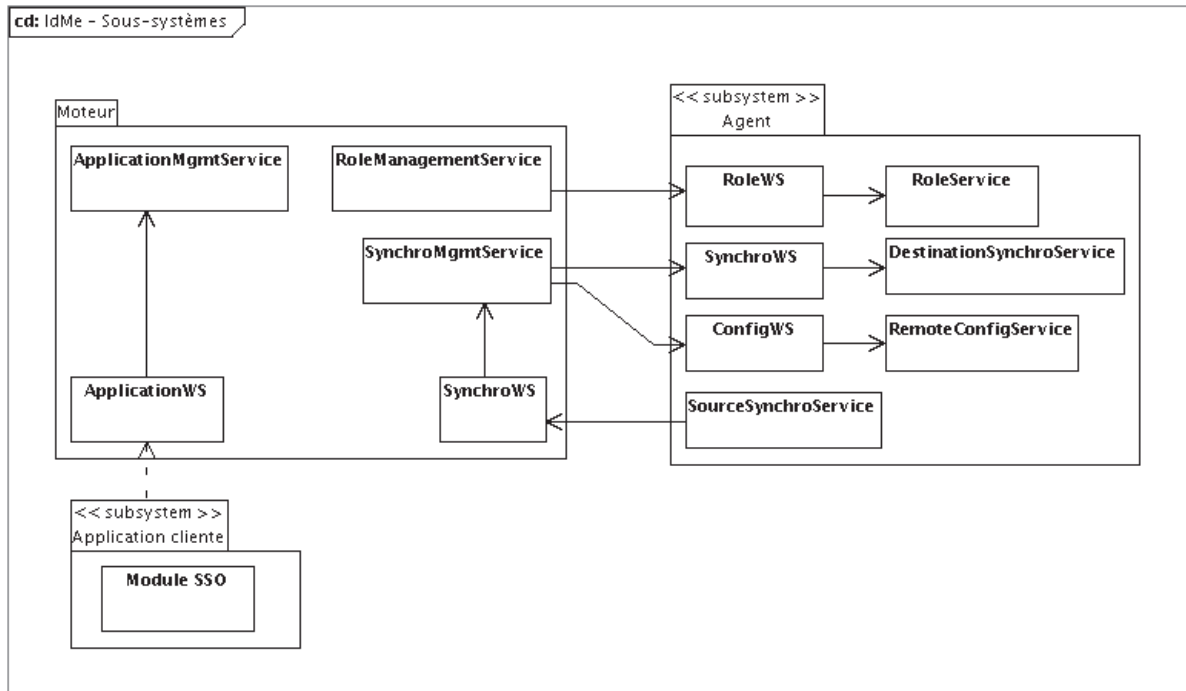 cd: IdMe - Sous-systèmes
Moteur
ApplicationMgmtService
RoleManagementService
SynchroMgmtService
ApplicationWS
SynchroWS
<< subsystem >>
Agent
RoleWS
RoleService
SynchroWS
DestinationSynchroService
ConfigWS
RemoteConfigService
SourceSynchroService
<< subsystem >>
Application cliente
Module SSO